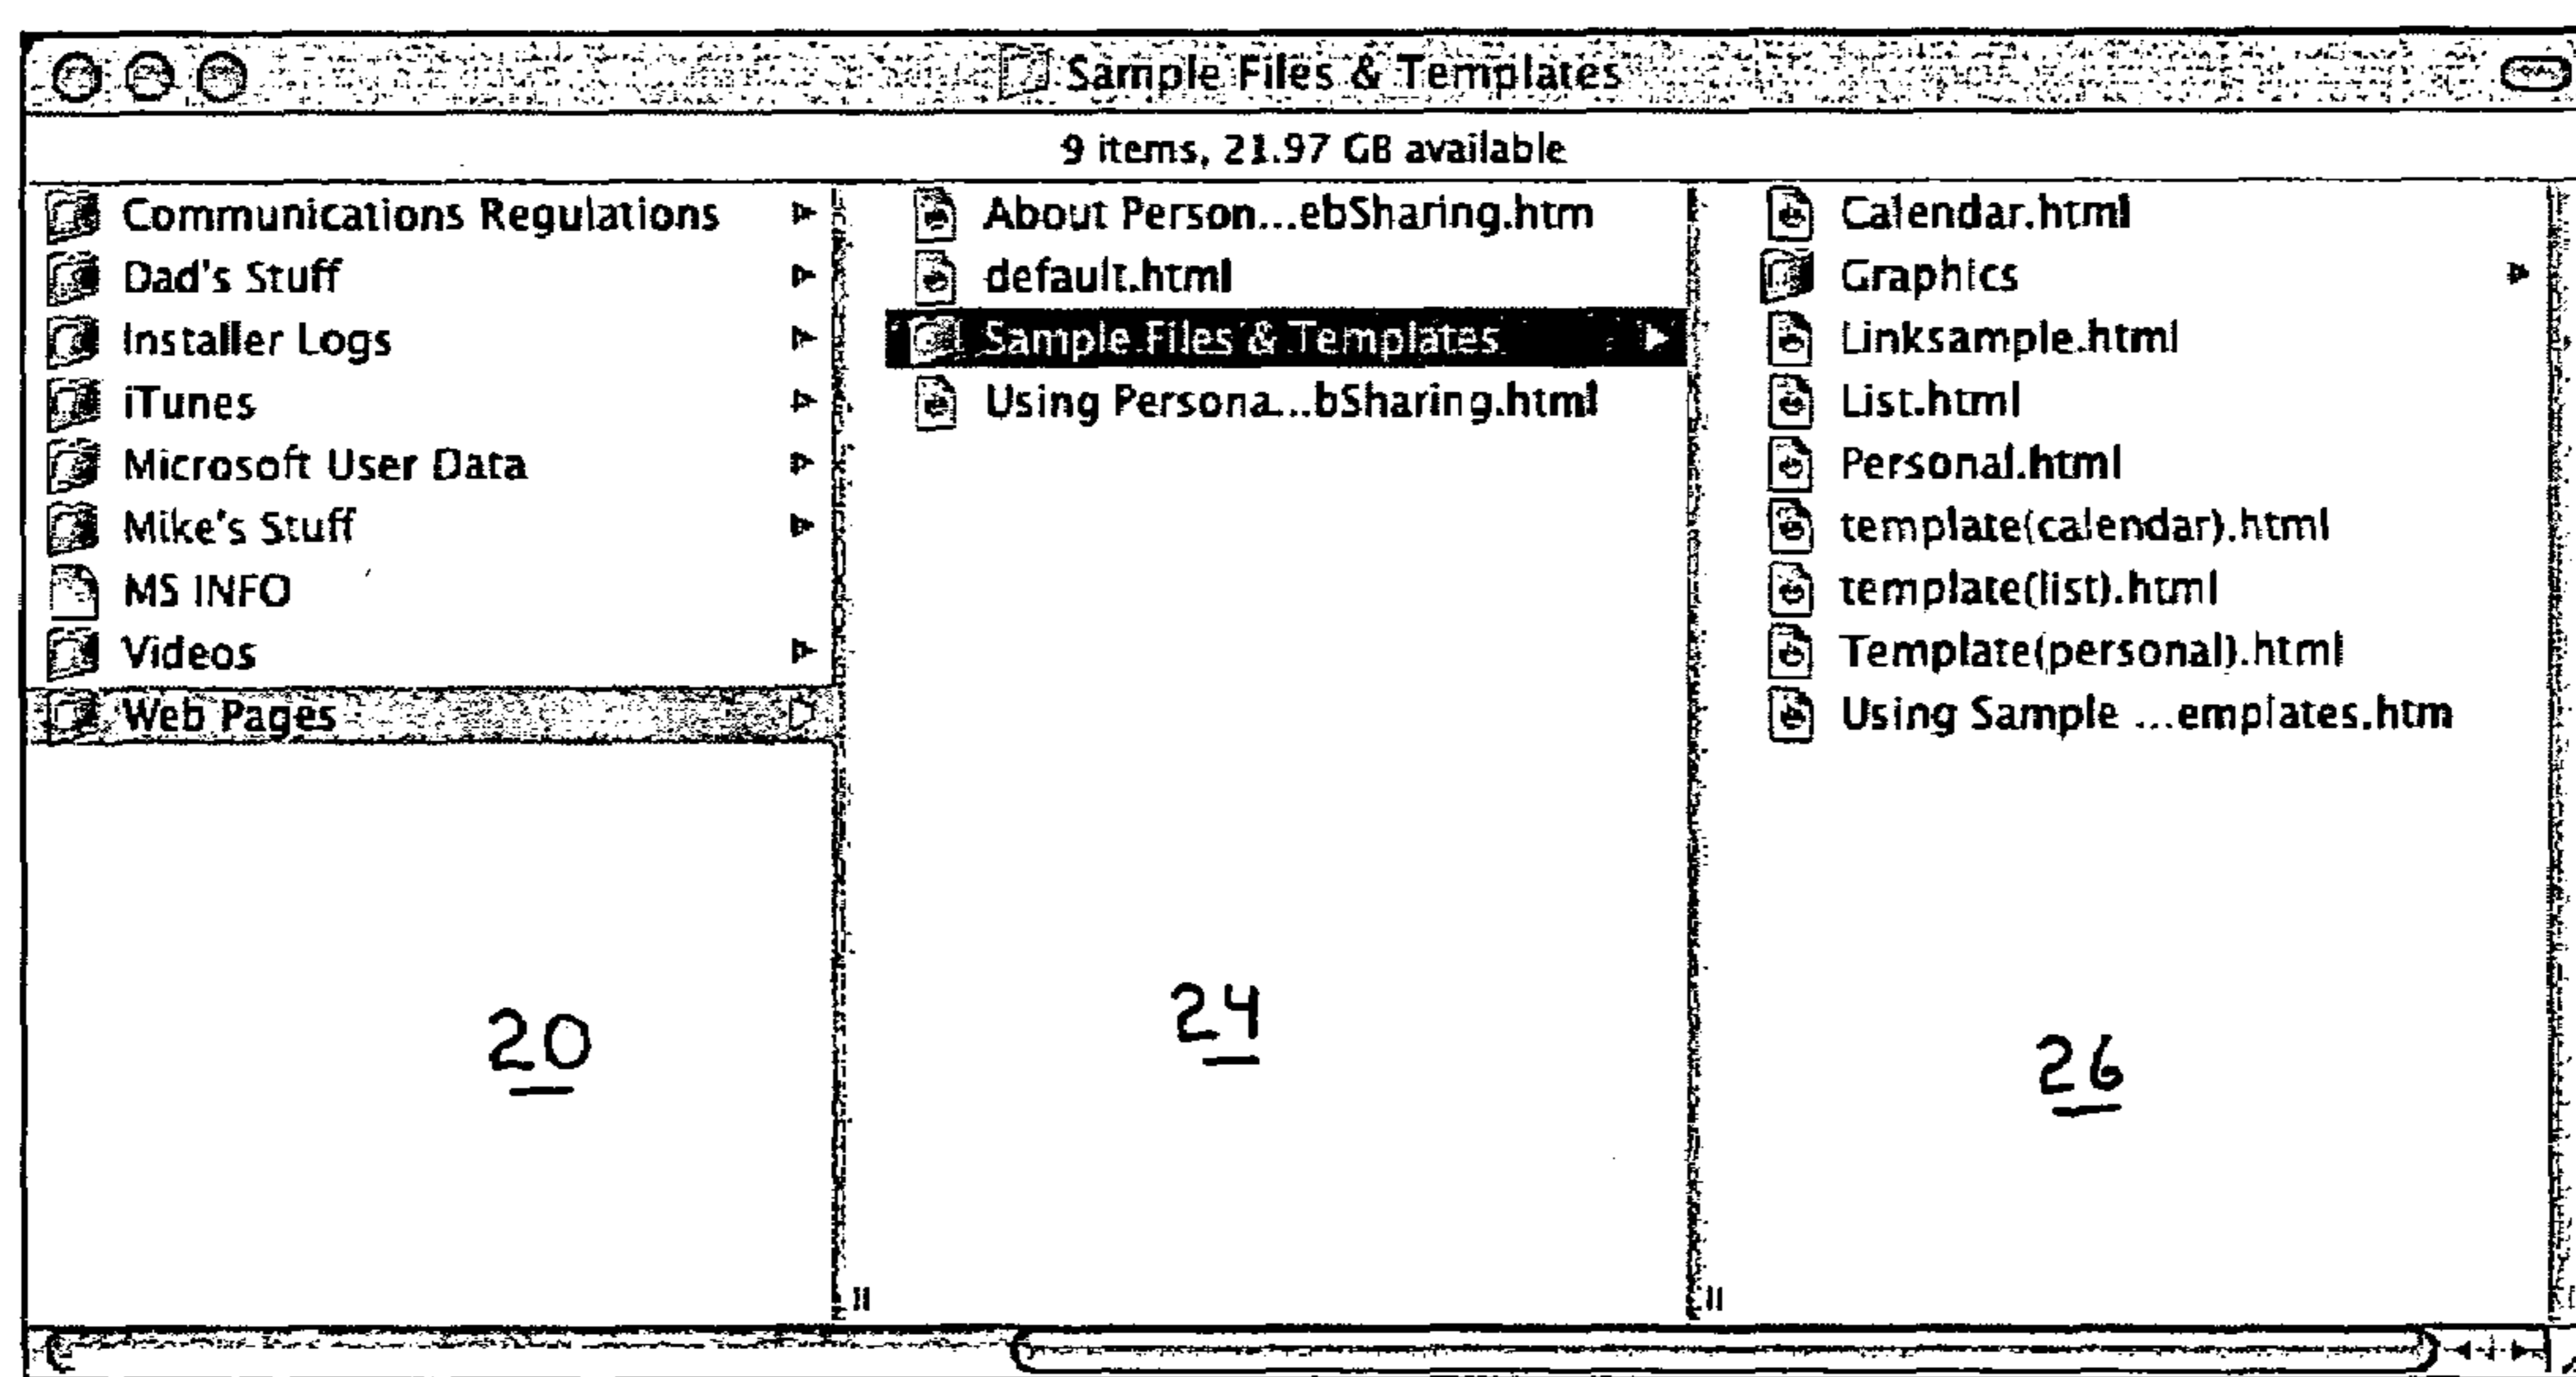 Sample Files & Templates
9 items, 21.97 GB available
Communications Regulations
Dad's Stuff
Installer Logs
iTunes
Microsoft User Data
Mike's Stuff
MS INFO
Videos
Web Pages
20
About Person...ebSharing.htm
default.html
Sample Files & Templates
Using Persona...bSharing.html
24
Calendar.html
Graphics
Linksample.html
List.html
Personal.html
template(calendar).html
template(list).html
Template(personal).html
Using Sample ...emplates.htm
26